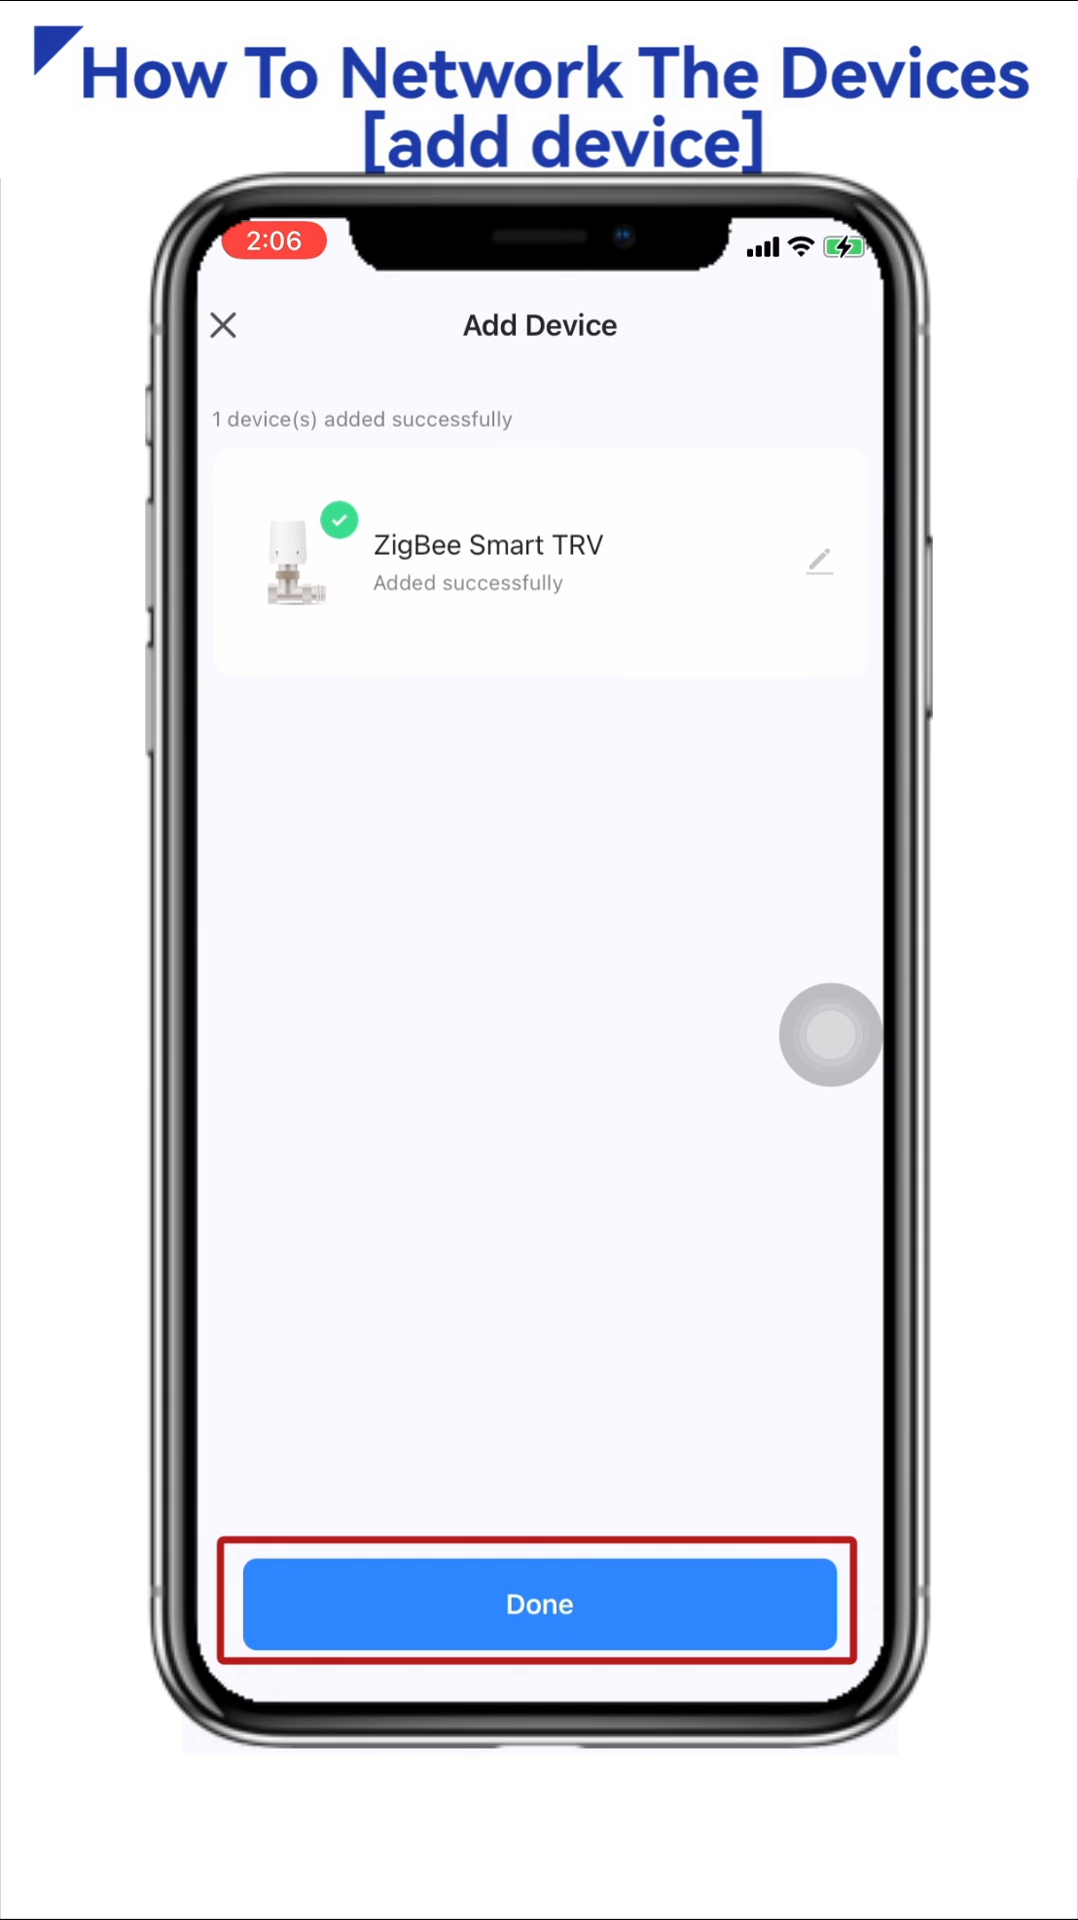 How To Network The Devices
[add device]
2:06
Add Device
1 device(s) added successfully
ZigBee Smart TRV
Added successfully
Done